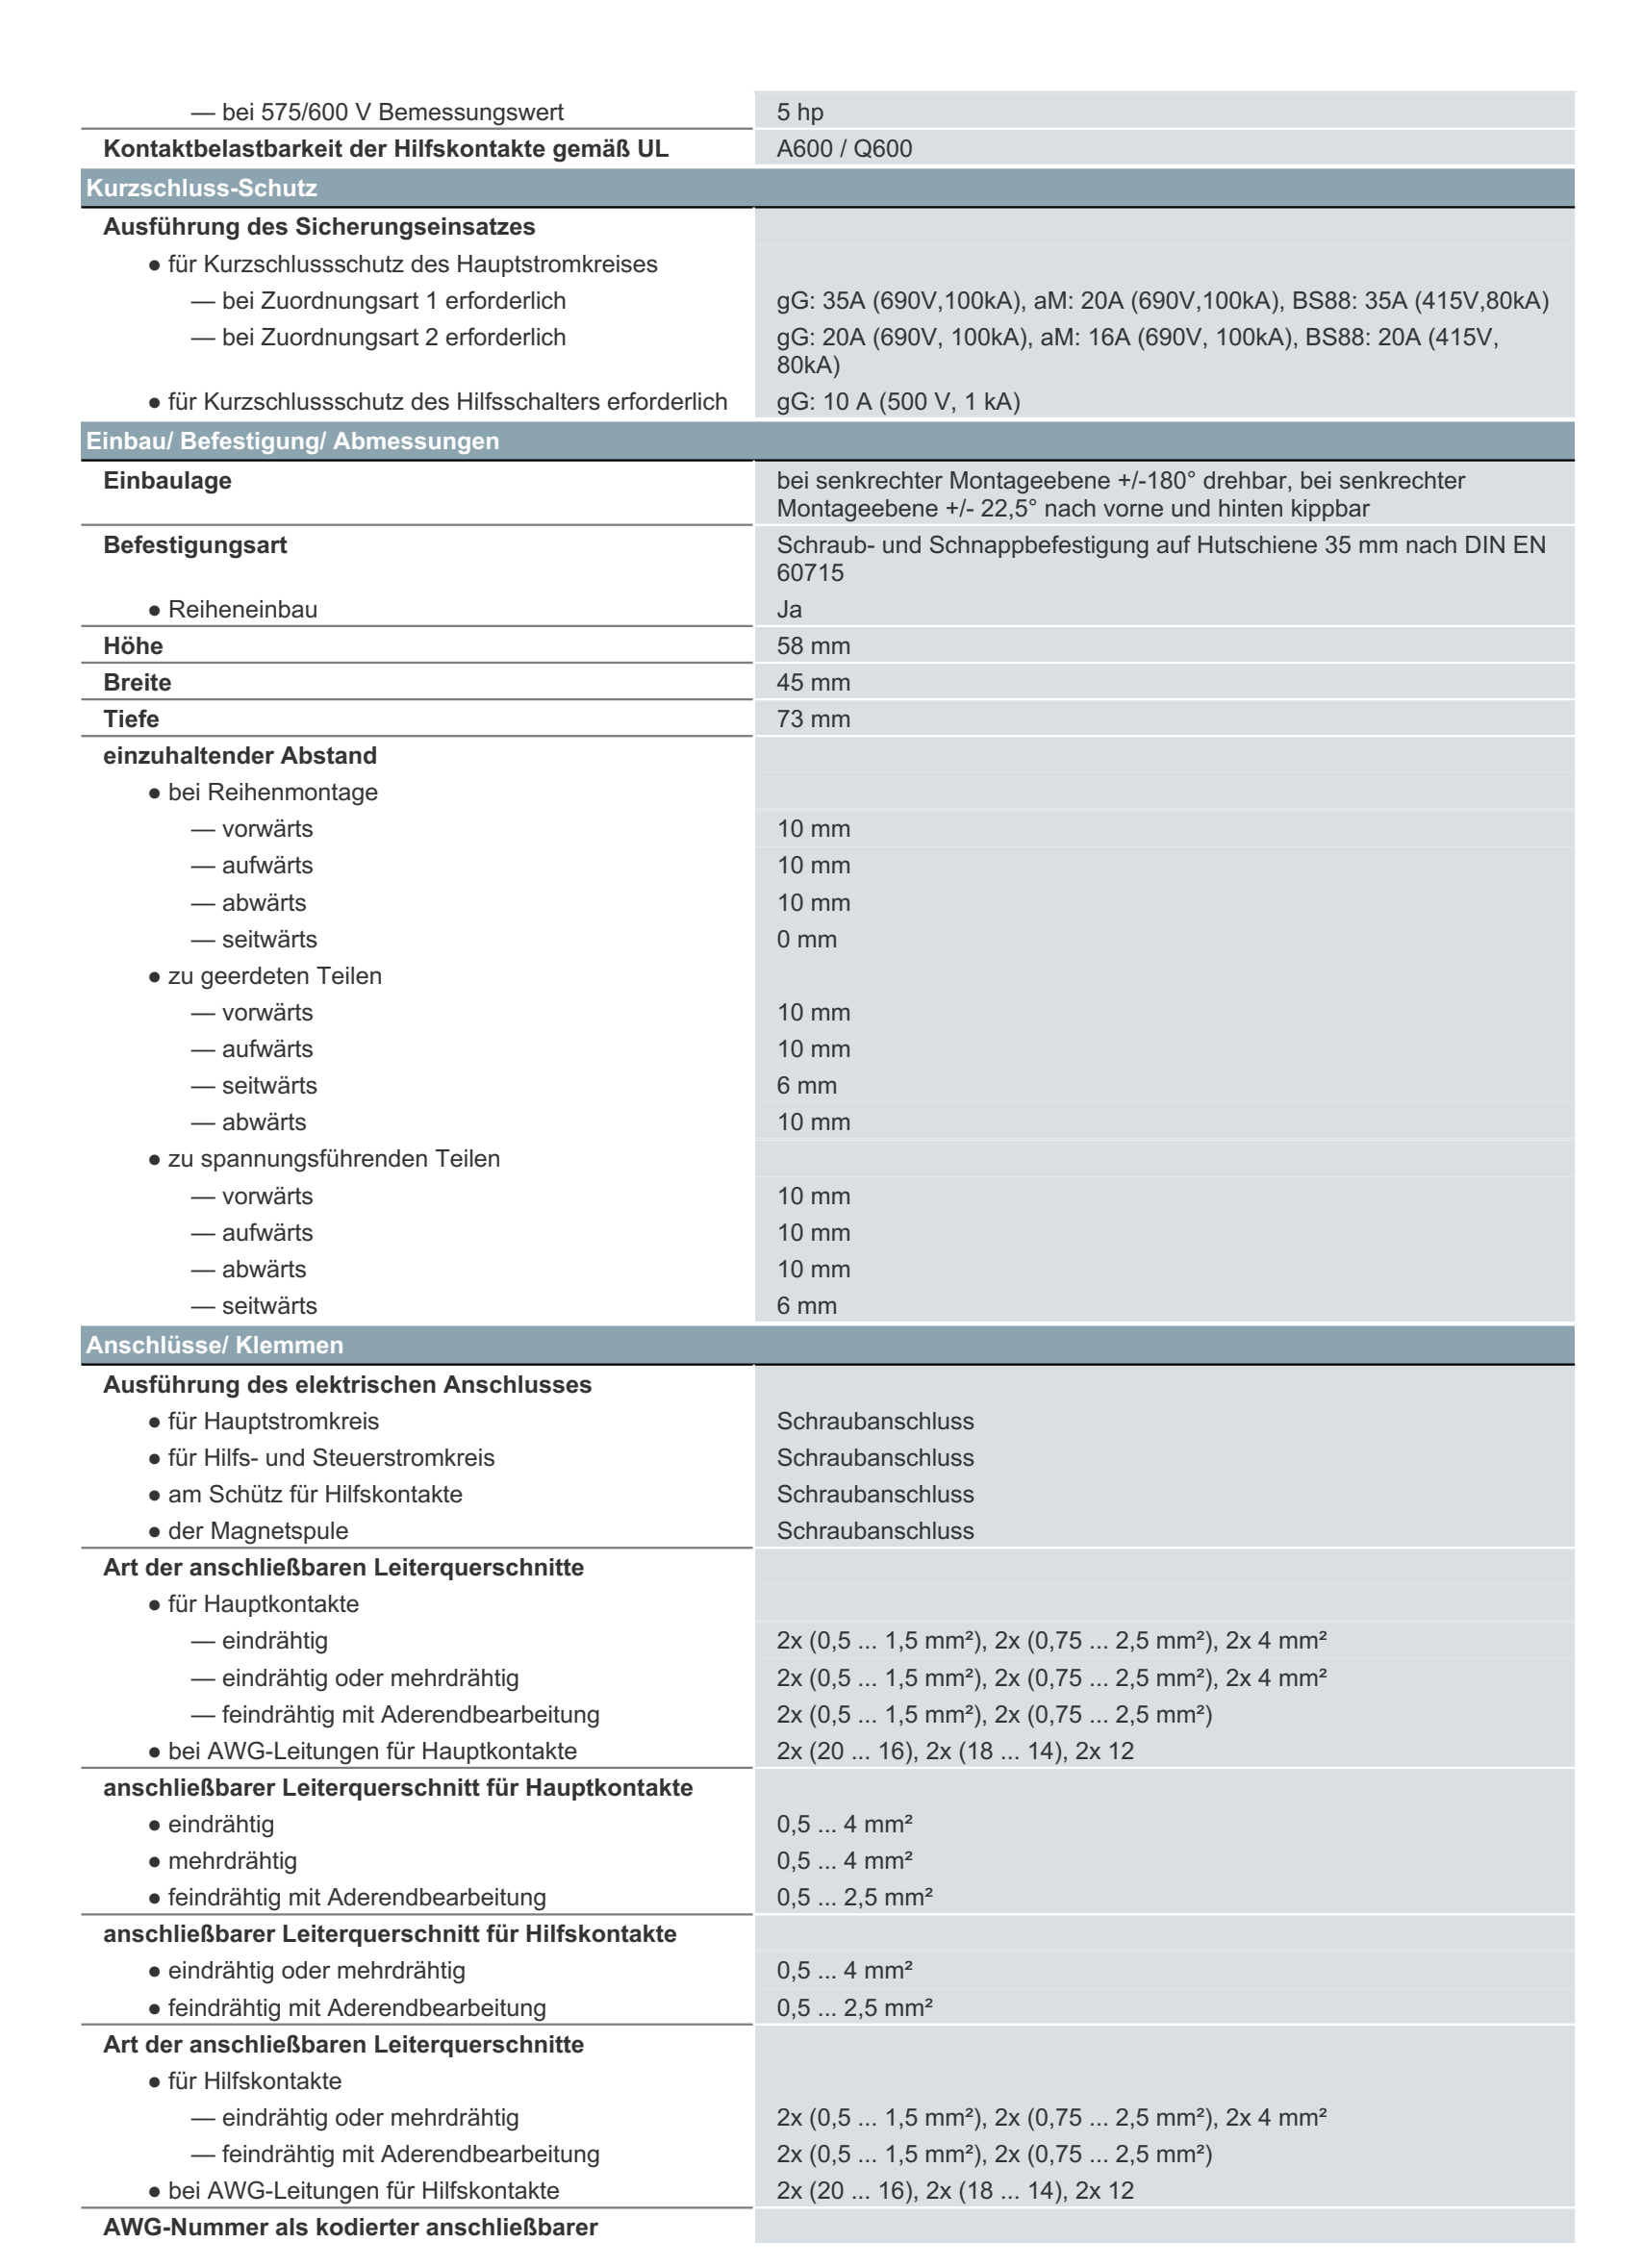 — bei 575/600 V Bemessungswert 5 hp
Kontaktbelastbarkeit der Hilfskontakte gemäß UL A600 / Q600
Kurzschluss-Schutz
Ausführung des Sicherungseinsatzes
● für Kurzschlussschutz des Hauptstromkreises
— bei Zuordnungsart 1 erforderlich gG: 35A (690V,100kA), aM: 20A (690V,100kA), BS88: 35A (415V,80kA)
— bei Zuordnungsart 2 erforderlich gG: 20A (690V, 100kA), aM: 16A (690V, 100kA), BS88: 20A (415V,
80kA)
● für Kurzschlussschutz des Hilfsschalters erforderlich gG: 10 A (500 V, 1 kA)
Einbau/ Befestigung/ Abmessungen
Einbaulage bei senkrechter Montageebene +/-180° drehbar, bei senkrechter
Montageebene +/- 22,5° nach vorne und hinten kippbar
Befestigungsart Schraub- und Schnappbefestigung auf Hutschiene 35 mm nach DIN EN
60715
● Reiheneinbau Ja
Höhe 58 mm
Breite 45 mm
Tiefe 73 mm
einzuhaltender Abstand
● bei Reihenmontage
— vorwärts 10 mm
— aufwärts 10 mm
— abwärts 10 mm
— seitwärts 0 mm
● zu geerdeten Teilen
— vorwärts 10 mm
— aufwärts 10 mm
— seitwärts 6 mm
— abwärts 10 mm
● zu spannungsführenden Teilen
— vorwärts 10 mm
— aufwärts 10 mm
— abwärts 10 mm
— seitwärts 6 mm
Anschlüsse/ Klemmen
Ausführung des elektrischen Anschlusses
● für Hauptstromkreis Schraubanschluss
● für Hilfs- und Steuerstromkreis Schraubanschluss
● am Schütz für Hilfskontakte Schraubanschluss
● der Magnetspule Schraubanschluss
Art der anschließbaren Leiterquerschnitte
● für Hauptkontakte
— eindrähtig 2x (0,5 ... 1,5 mm²), 2x (0,75 ... 2,5 mm²), 2x 4 mm²
— eindrähtig oder mehrdrähtig 2x (0,5 ... 1,5 mm²), 2x (0,75 ... 2,5 mm²), 2x 4 mm²
— feindrähtig mit Aderendbearbeitung 2x (0,5 ... 1,5 mm²), 2x (0,75 ... 2,5 mm²)
● bei AWG-Leitungen für Hauptkontakte 2x (20 ... 16), 2x (18 ... 14), 2x 12
anschließbarer Leiterquerschnitt für Hauptkontakte
● eindrähtig 0,5 ... 4 mm²
● mehrdrähtig 0,5 ... 4 mm²
● feindrähtig mit Aderendbearbeitung 0,5 ... 2,5 mm²
anschließbarer Leiterquerschnitt für Hilfskontakte
● eindrähtig oder mehrdrähtig 0,5 ... 4 mm²
● feindrähtig mit Aderendbearbeitung 0,5 ... 2,5 mm²
Art der anschließbaren Leiterquerschnitte
● für Hilfskontakte
— eindrähtig oder mehrdrähtig 2x (0,5 ... 1,5 mm²), 2x (0,75 ... 2,5 mm²), 2x 4 mm²
— feindrähtig mit Aderendbearbeitung 2x (0,5 ... 1,5 mm²), 2x (0,75 ... 2,5 mm²)
● bei AWG-Leitungen für Hilfskontakte 2x (20 ... 16), 2x (18 ... 14), 2x 12
AWG-Nummer als kodierter anschließbarer